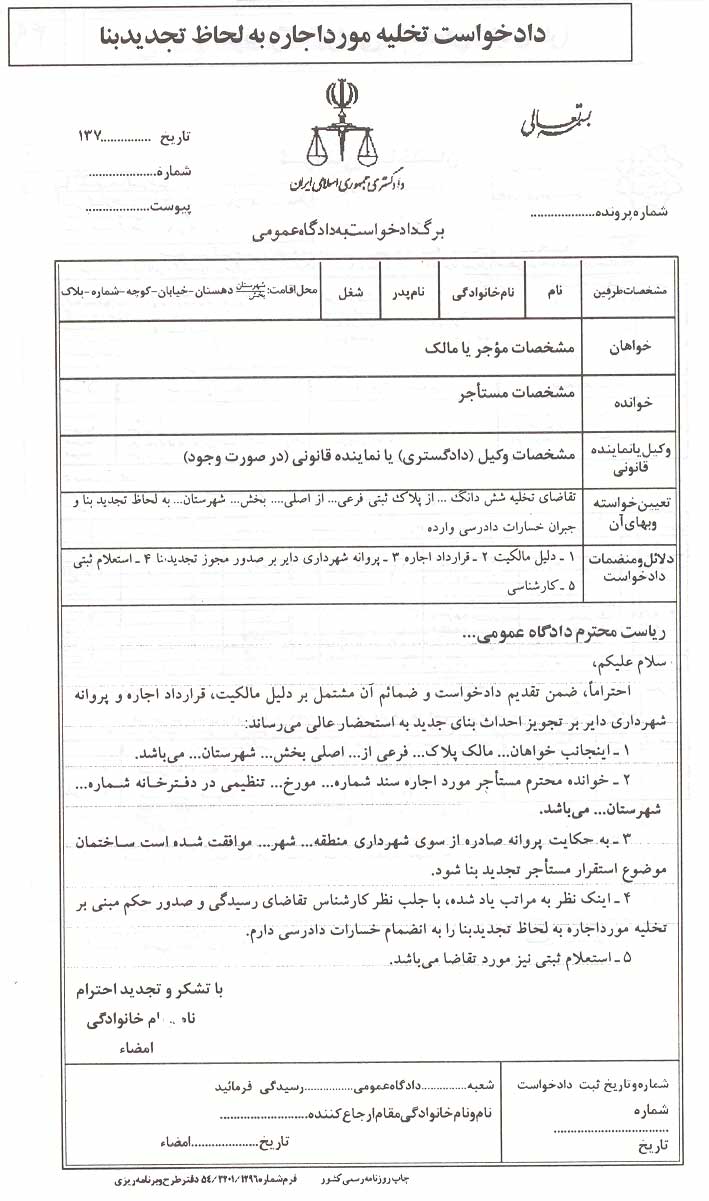 دادخواست تخلیه مورد اجاره به لحاظ تجدیدبنا
بسمه تعالی
تاریخ ...............۱۳۷
شماره....................
دادگستری جمهوری اسلامی ایران
پیوست...................
شماره پرونده...................
برگ دادخواست به دادگاه عمومی
مشخصات طرفین نام نام خانوادگی نام پدر شغل محل اقامت: شهرستان بخش دهستان-خیابان-کوچه-شماره-پلاک
خواهان مشخصات مؤجر یا مالک
خوانده مشخصات مستأجر
وکیل یا نماینده قانونی مشخصات وکیل (دادگستری) یا نماینده قانونی (در صورت وجود)
تعیین خواسته وبهای آن تقاضای تخلیه شش دانگ ... از پلاک ثبتی فرعی... از اصلی.... بخش... شهرستان... به لحاظ تجدید بنا و
جبران خسارات دادرسی وارده
دلائل و منضمات دادخواست ۱ ـ دلیل مالکیت ۲ ـ قرارداد اجاره ۳ ـ پروانه شهرداری دایر بر صدور مجوز تجدیدبنا ۴ ـ استعلام ثبتی
۵ ـ کارشناسی
ریاست محترم دادگاه عمومی...
سلام علیکم،
احتراماً، ضمن تقدیم دادخواست و ضمائم آن مشتمل بر دلیل مالکیت، قرارداد اجاره و پروانه
شهرداری دایر بر تجویز احداث بنای جدید به استحضار عالی می‌رساند:
۱ ـ اینجانب خواهان... مالک پلاک... فرعی از... اصلی بخش... شهرستان... می‌باشد.
۲ ـ خوانده محترم مستأجر مورد اجاره سند شماره... مورخ... تنظیمی در دفترخانه شماره...
شهرستان... می‌باشد.
۳ ـ به حکایت پروانه صادره از سوی شهرداری منطقه... شهر... موافقت شده است ساختمان
موضوع استقرار مستأجر تجدید بنا شود.
۴ ـ اینک نظر به مراتب یاد شده، با جلب نظر کارشناس تقاضای رسیدگی و صدور حکم مبنی بر
تخلیه مورداجاره به لحاظ تجدیدبنا را به انضمام خسارات دادرسی دارم.
۵ ـ استعلام ثبتی نیز مورد تقاضا می‌باشد.
با تشکر و تجدید احترام
خانوادگی
امضاء
شماره و تاریخ ثبت دادخواست
شماره
................................
تاریخ
شعبه...............دادگاه عمومی................رسیدگی فرمائید
نام و نام خانوادگی مقام ارجاع کننده..........................
تاریخ....................امضاء
چاپ روزنامه رسمی کشور فرم شماره ۵۴/۳۲۰۱/۱۲۹۶ دفتر طرح و برنامه ریزی